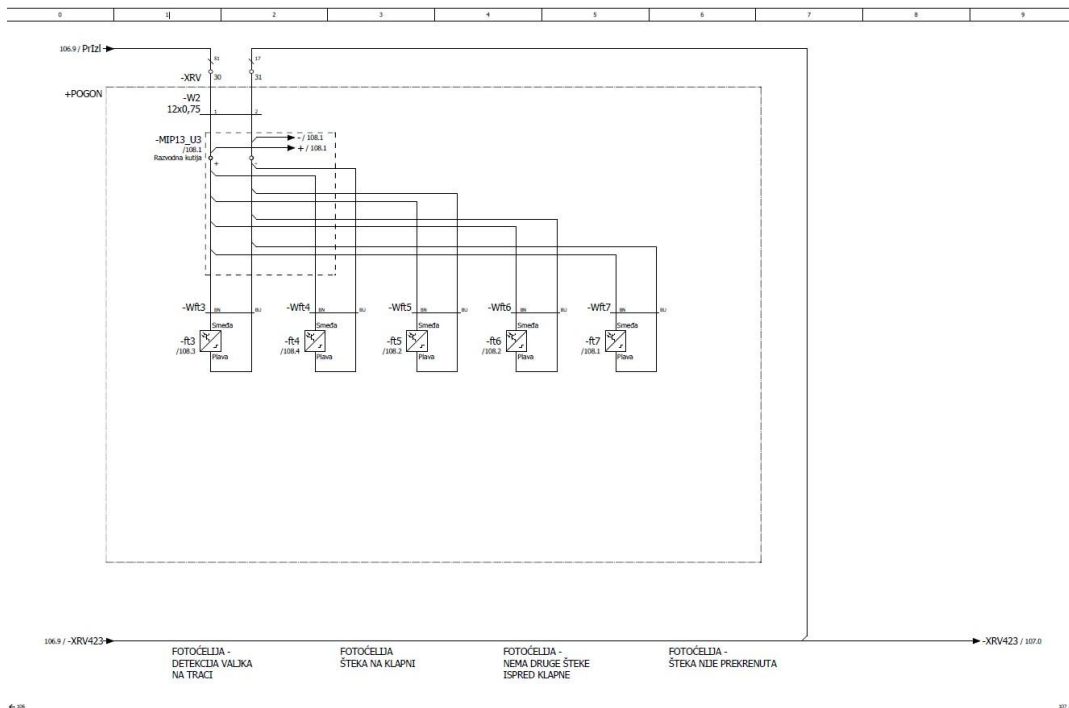 0 1 2 3 4 5 6 7 8 9
106.9 / PrIzl
51 17
-XRV 30 31
+POGON
-W2
12x0,75 1 2
-MIP13_U3
/108.1
Razvodna kutija
- / 108.1
+ / 108.1
+ -
-Wft3 BN BU -Wft4 BN BU -Wft5 BN BU -Wft6 BN BU -Wft7 BN BU
Smeđa Smeđa Smeđa Smeđa Smeđa
-ft3 -ft4 -ft5 -ft6 -ft7
/108.3 /108.4 /108.2 /108.2 /108.1
Plava Plava Plava Plava Plava
106.9 / -XRV423 -XRV423 / 107.0
FOTOĆELIJA -
DETEKCIJA VALJKA
NA TRACI
FOTOĆELIJA
ŠTEKA NA KLAPNI
FOTOĆELIJA -
NEMA DRUGE ŠTEKE
ISPRED KLAPNE
FOTOĆELIJA -
ŠTEKA NIJE PREKRENUTA
106